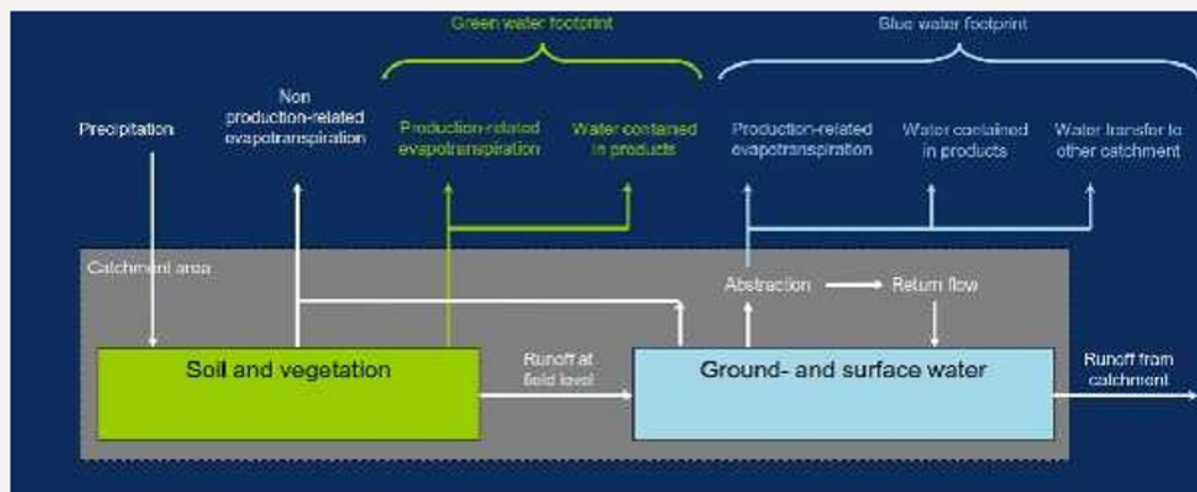 Green water footprint
Blue water footprint
Precipitation
Non
production-related
evapotranspiration
Production-related
evapotranspiration
Water contained
in products
Production-related
evapotranspiration
Water contained
in products
Water transfer to
other catchment
Catchment area
Abstraction
Return flow
Soil and vegetation
Runoff at
field level
Ground- and surface water
Runoff from
catchment